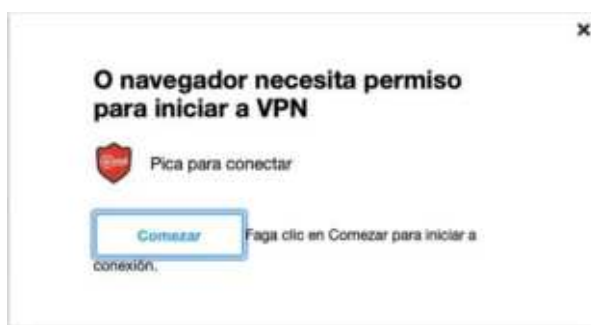 O navegador necesita permiso
para iniciar a VPN
Pica para conectar
Comezar Faga clic en Comezar para iniciar a
conexión.